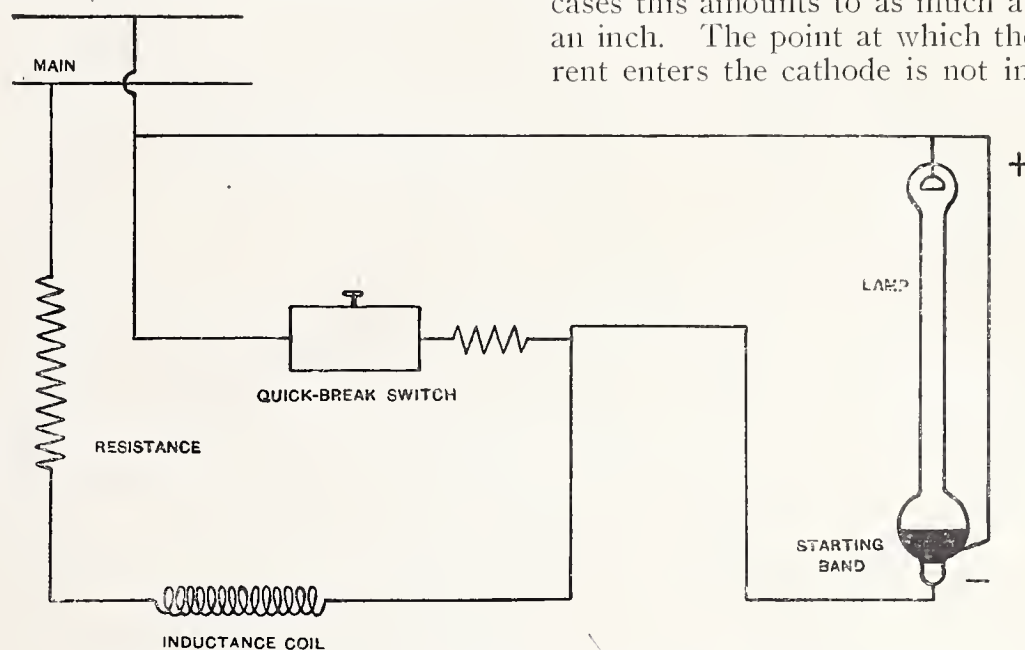 cases this amounts to as much a
an inch. The point at which the
rent enters the cathode is not in
MAIN
+
LAMP
QUICK-BREAK SWITCH
RESISTANCE
STARTING
BAND
—
INDUCTANCE COIL